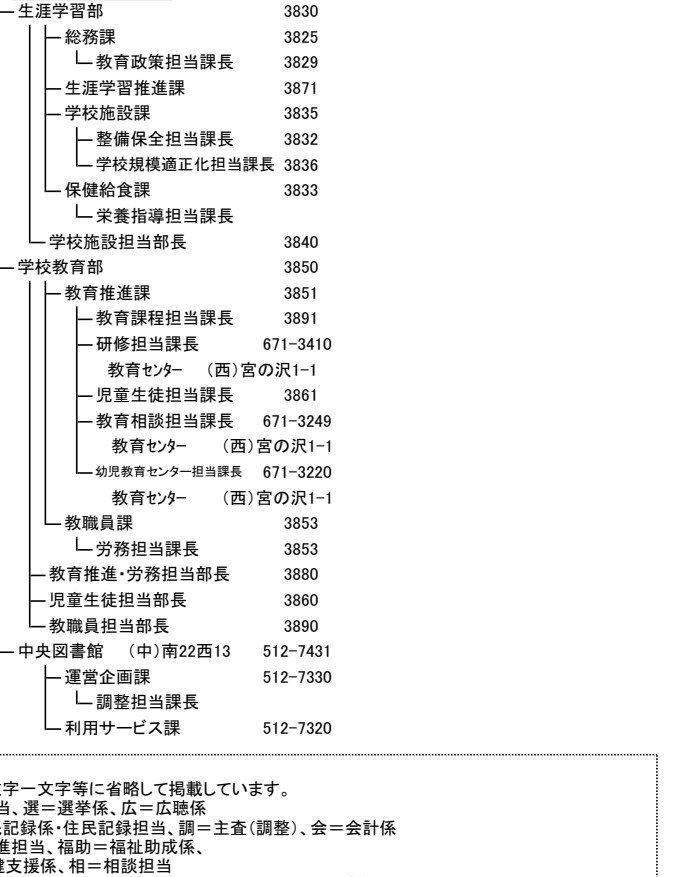 生涯学習部 3830
総務課 3825
教育政策担当課長 3829
生涯学習推進課 3871
学校施設課 3835
整備保全担当課長 3832
学校規模適正化担当課長 3836
保健給食課 3833
栄養指導担当課長
学校施設担当部長 3840
学校教育部 3850
教育推進課 3851
教育課程担当課長 3891
研修担当課長 671-3410
教育センター (西)宮の沢1-1
児童生徒担当課長 3861
教育相談担当課長 671-3249
教育センター (西)宮の沢1-1
幼児教育センター担当課長 671-3220
教育センター (西)宮の沢1-1
教職員課 3853
労務担当課長 3853
教育推進・労務担当部長 3880
児童生徒担当部長 3860
教職員担当部長 3890
中央図書館 (中)南22西13 512-7431
運営企画課 512-7330
調整担当課長
利用サービス課 512-7320
字一文字等に省略して掲載しています。
当、選=選挙係、広=広聴係
記録係・住民記録担当、調=主査(調整)、会=会計係
進担当、福助=福祉助成係、
支援係、相=相談担当